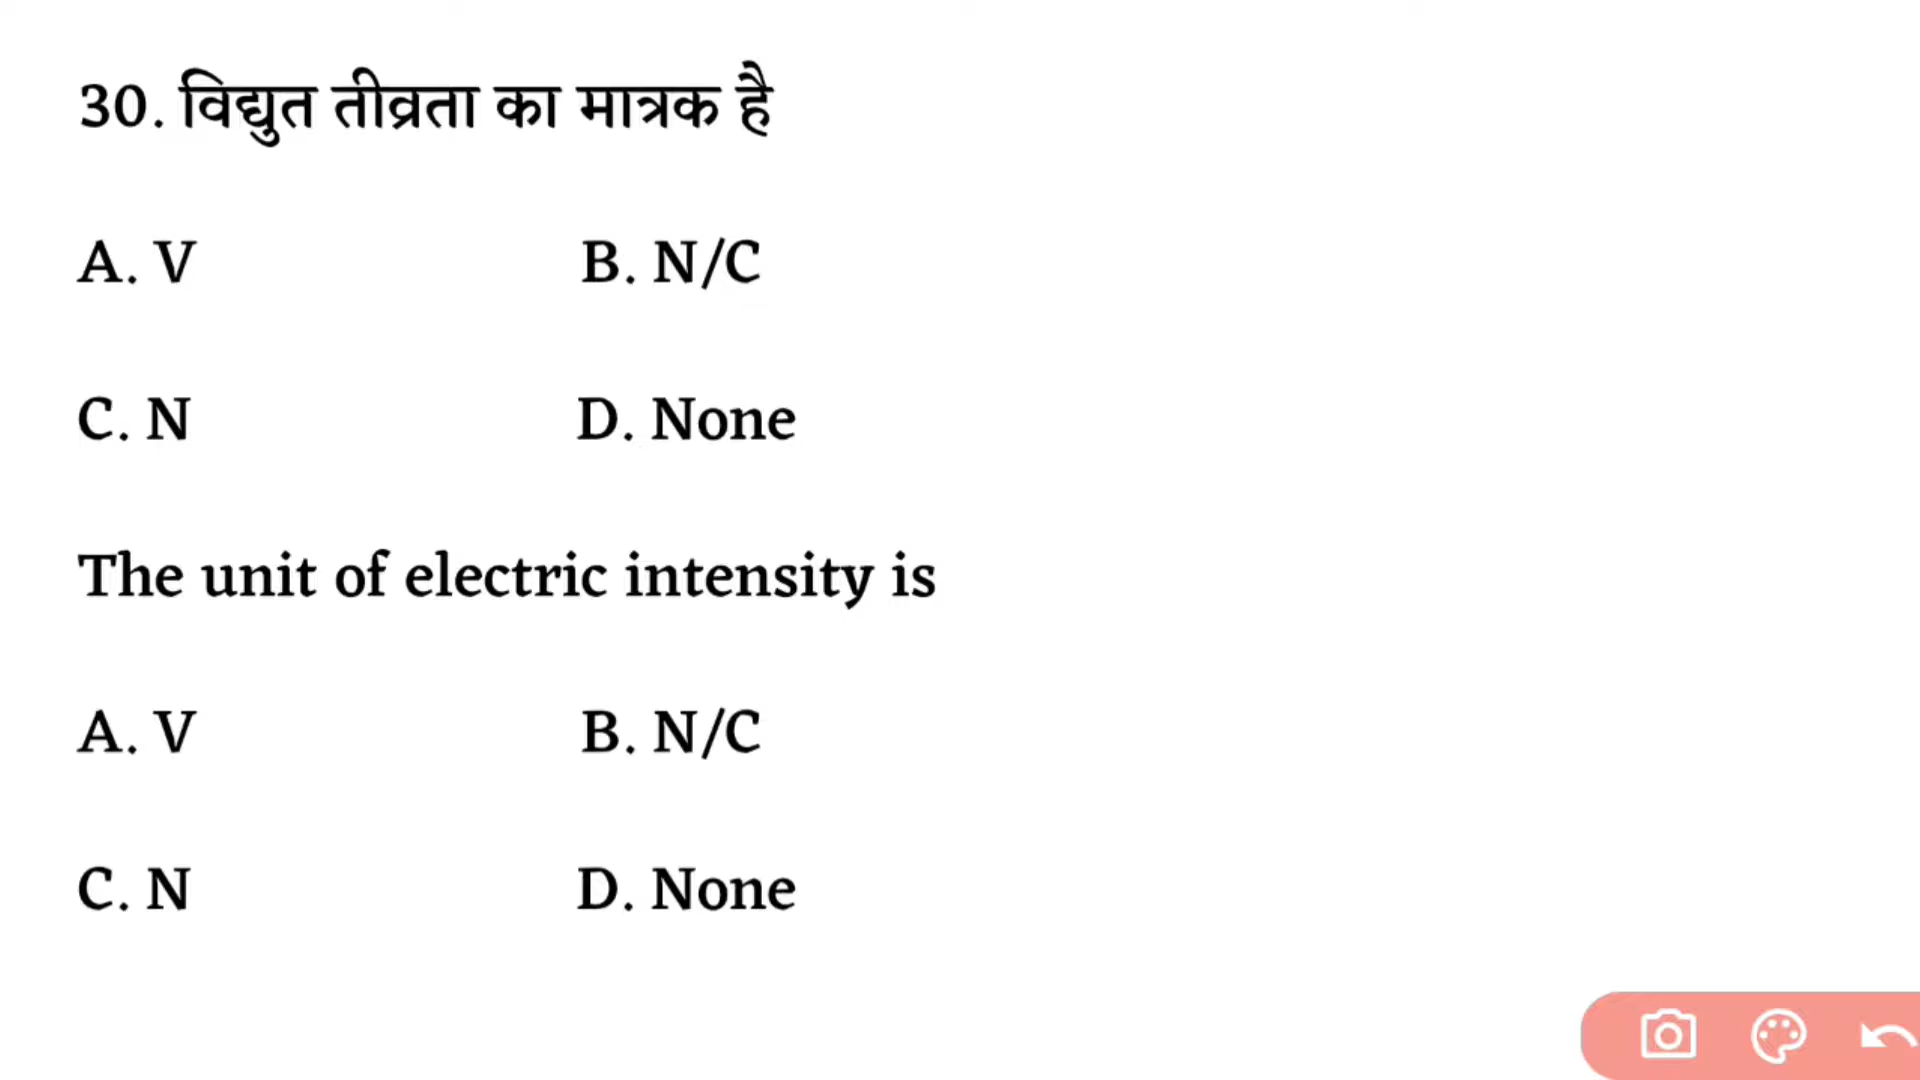 30. विद्युत तीव्रता का मात्रक है
A. V B. N/C
C. N D. None
The unit of electric intensity is
A. V B. N/C
C. N D. None